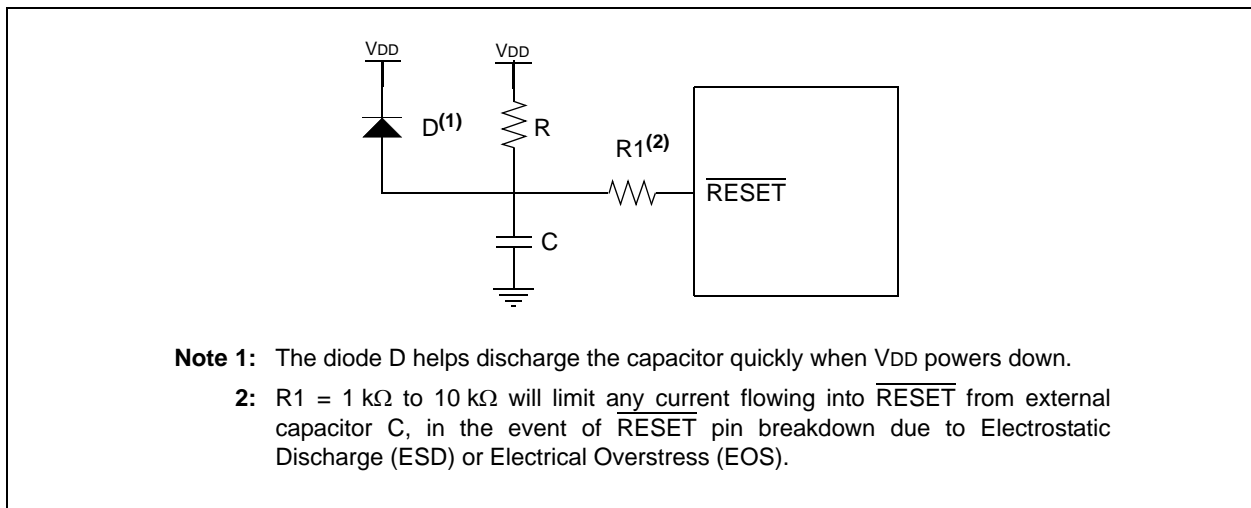 VDD VDD
D(1) R
R1(2)
RESET
C
Note 1: The diode D helps discharge the capacitor quickly when VDD powers down.
2: R1 = 1 kΩ to 10 kΩ will limit any current flowing into RESET from external
capacitor C, in the event of RESET pin breakdown due to Electrostatic
Discharge (ESD) or Electrical Overstress (EOS).